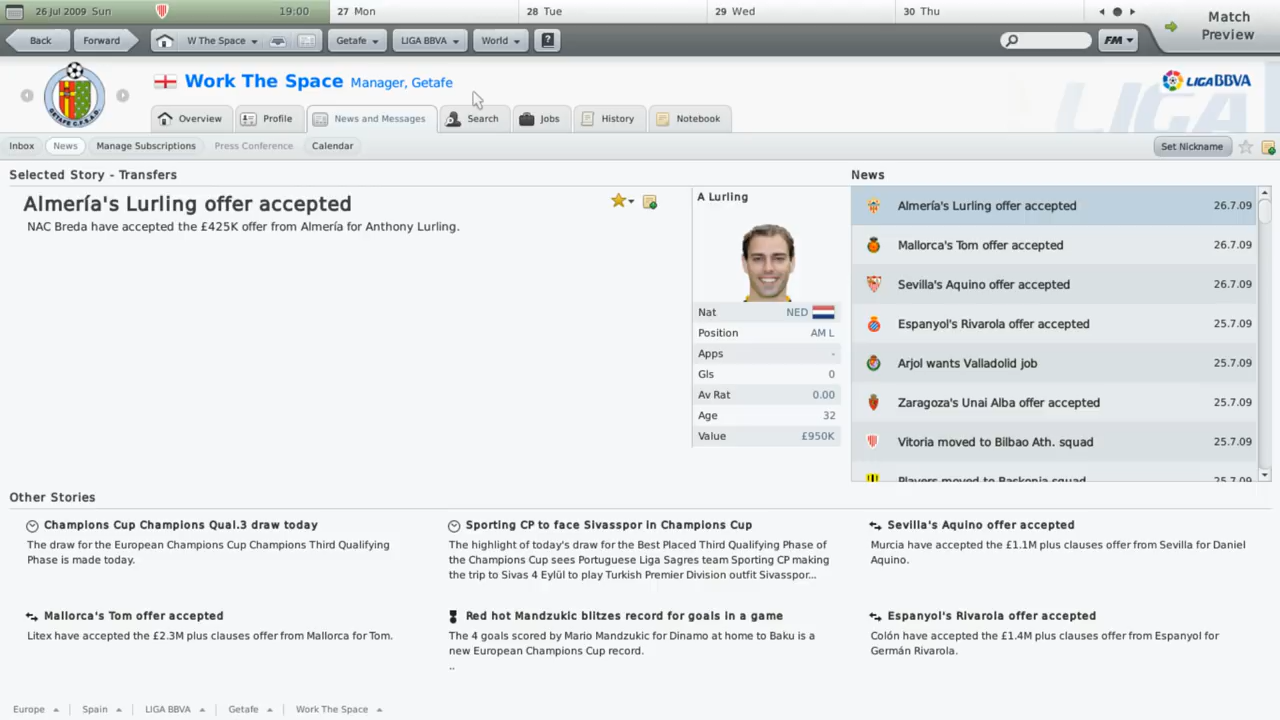 26 Jul 2009 Sun 19:00 27 Mon 28 Tue 29 Wed 30 Thu
Match Preview
Back Forward W The Space Getafe LIGA BBVA World ? FM
Work The Space Manager, Getafe
LIGA BBVA
Overview Profile News and Messages Search Jobs History Notebook
Inbox News Manage Subscriptions Press Conference Calendar Set Nickname
Selected Story - Transfers
Almería's Lurling offer accepted
NAC Breda have accepted the £425K offer from Almería for Anthony Lurling.
A Lurling
Nat NED
Position AM L
Apps -
Gls 0
Av Rat 0.00
Age 32
Value £950K
News
Almería's Lurling offer accepted 26.7.09
Mallorca's Tom offer accepted 26.7.09
Sevilla's Aquino offer accepted 26.7.09
Espanyol's Rivarola offer accepted 25.7.09
Arjol wants Valladolid job 25.7.09
Zaragoza's Unai Alba offer accepted 25.7.09
Vitoria moved to Bilbao Ath. squad 25.7.09
Players moved to Baskonia squad 25.7.09
Other Stories
Champions Cup Champions Qual.3 draw today
The draw for the European Champions Cup Champions Third Qualifying
Phase is made today.
Sporting CP to face Sivasspor in Champions Cup
The highlight of today's draw for the Best Placed Third Qualifying Phase of
the Champions Cup sees Portuguese Liga Sagres team Sporting CP making
the trip to Sivas 4 Eylül to play Turkish Premier Division outfit Sivasspor...
Sevilla's Aquino offer accepted
Murcia have accepted the £1.1M plus clauses offer from Sevilla for Daniel
Aquino.
Mallorca's Tom offer accepted
Litex have accepted the £2.3M plus clauses offer from Mallorca for Tom.
Red hot Mandzukic blitzes record for goals in a game
The 4 goals scored by Mario Mandzukic for Dinamo at home to Baku is a
new European Champions Cup record.
..
Espanyol's Rivarola offer accepted
Colón have accepted the £1.4M plus clauses offer from Espanyol for
Germán Rivarola.
Europe Spain LIGA BBVA Getafe Work The Space